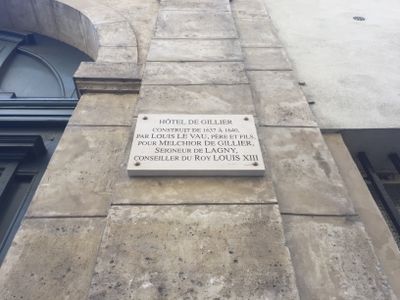 HÔTEL DE GILLIER
CONSTRUIT DE 1637 À 1640,
PAR LOUIS LE VAU, PÈRE ET FILS,
POUR MELCHIOR DE GILLIER,
SEIGNEUR DE LAGNY,
CONSEILLER DU ROY LOUIS XIII